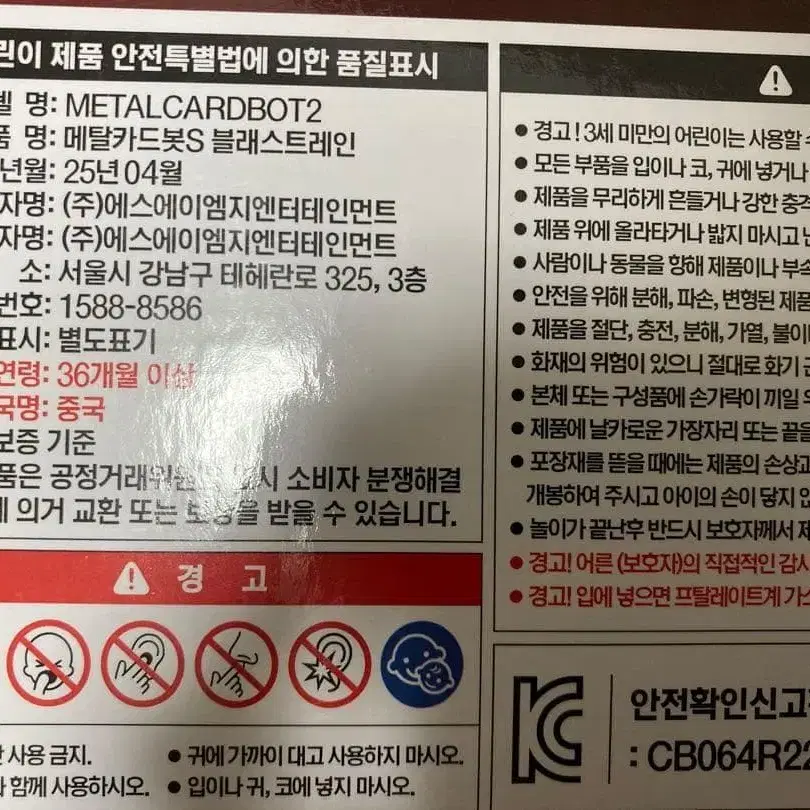 린이 제품 안전특별법에 의한 품질표시
델 명: METALCARDBOT2
품 명: 메탈카드봇S 블래스트레인
년월: 25년 04월
자명: (주)에스에이엠지엔터테인먼트
자명: (주)에스에이엠지엔터테인먼트
소: 서울시 강남구 테헤란로 325, 3층
번호: 1588-8586
표시: 별도표기
연령: 36개월 이상
국명: 중국
보증 기준
품은 공정거래위원 시 소비자 분쟁해결
에 의거 교환 또는 보상을 받을 수 있습니다.
경 고
사용 금지.
함께 사용하십시오.
• 귀에 가까이 대고 사용하지 마시오.
• 입이나 귀, 코에 넣지 마시오.
• 경고! 3세 미만의 어린이는 사용할
• 모든 부품을 입이나 코, 귀에 넣거나
• 제품을 무리하게 흔들거나 강한 충격
• 제품 위에 올라타거나 밟지 마시고
• 사람이나 동물을 향해 제품이나 부속
• 안전을 위해 분해, 파손, 변형된 제품
• 제품을 절단, 충전, 분해, 가열, 불이
• 화재의 위험이 있으니 절대로 화기
• 본체 또는 구성품에 손가락이 끼일
• 제품에 날카로운 가장자리 또는 끝을
• 포장재를 뜯을 때에는 제품의 손상과
개봉하여 주시고 아이의 손이 닿지
• 놀이가 끝난후 반드시 보호자께서 제
• 경고! 어른 (보호자)의 직접적인 감시
• 경고! 입에 넣으면 프탈레이트계 가소
안전확인신고
: CB064R22